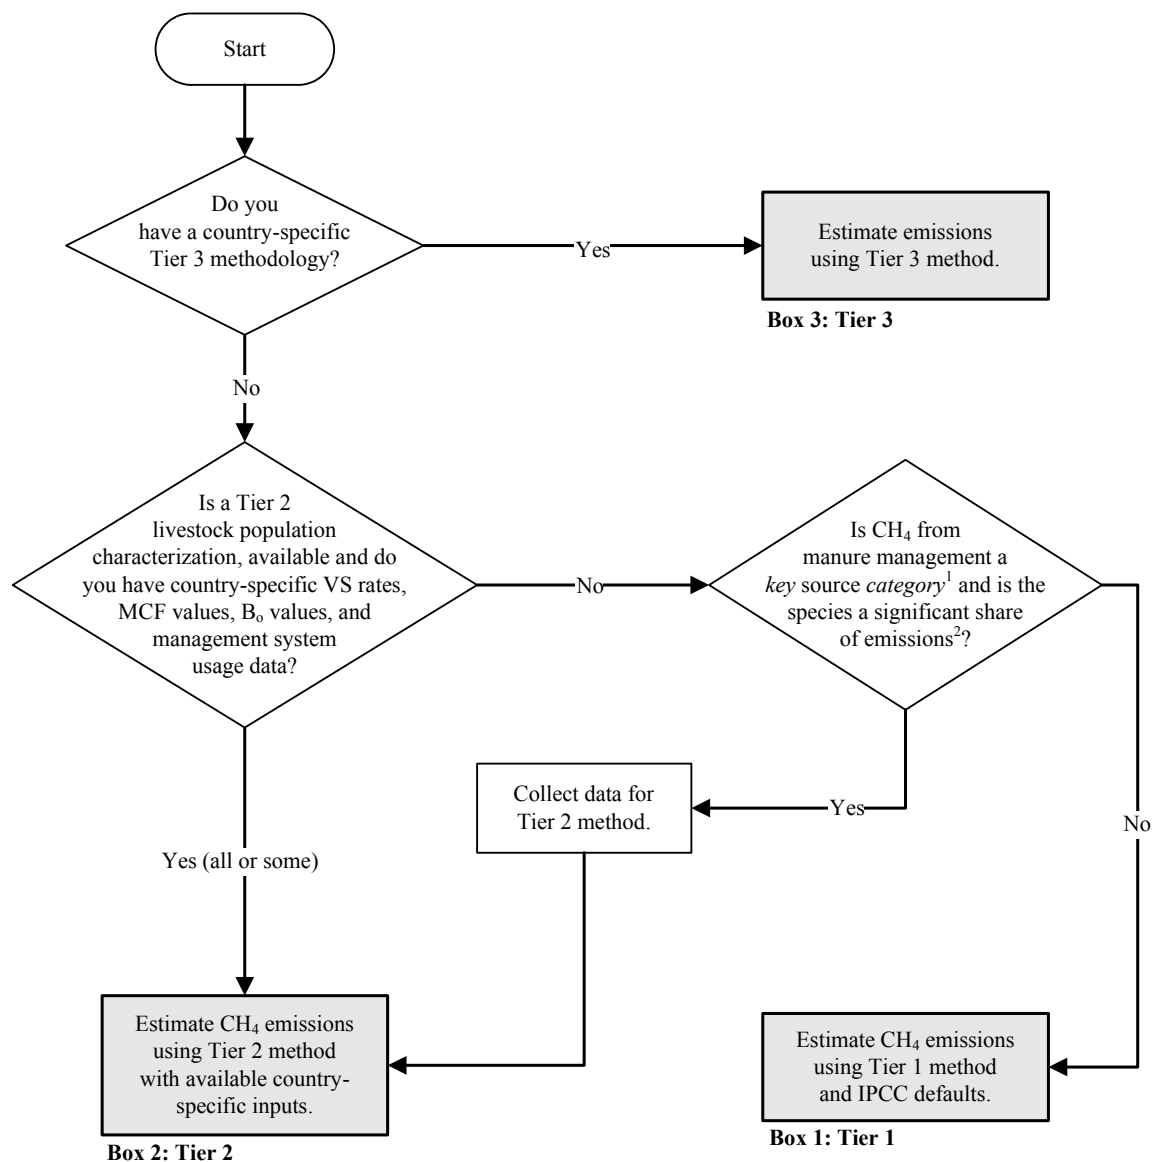 Start
Do you
have a country-specific
Tier 3 methodology?
Yes
Estimate emissions
using Tier 3 method.
Box 3: Tier 3
No
Is a Tier 2
livestock population
characterization, available and do
you have country-specific VS rates,
MCF values, Bₒ values, and
management system
usage data?
No
Is CH₄ from
manure management a
key source category¹ and is the
species a significant share
of emissions²?
Collect data for
Tier 2 method.
Yes
No
Yes (all or some)
Estimate CH₄ emissions
using Tier 2 method
with available country-
specific inputs.
Box 2: Tier 2
Estimate CH₄ emissions
using Tier 1 method
and IPCC defaults.
Box 1: Tier 1